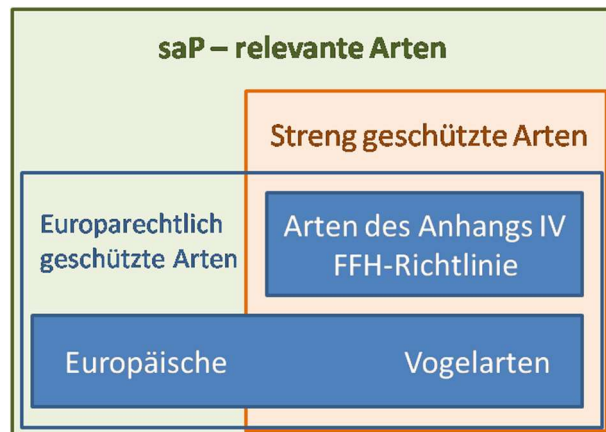 saP – relevante Arten
Streng geschützte Arten
Europarechtlich
geschützte Arten
Arten des Anhangs IV
FFH-Richtlinie
Europäische Vogelarten